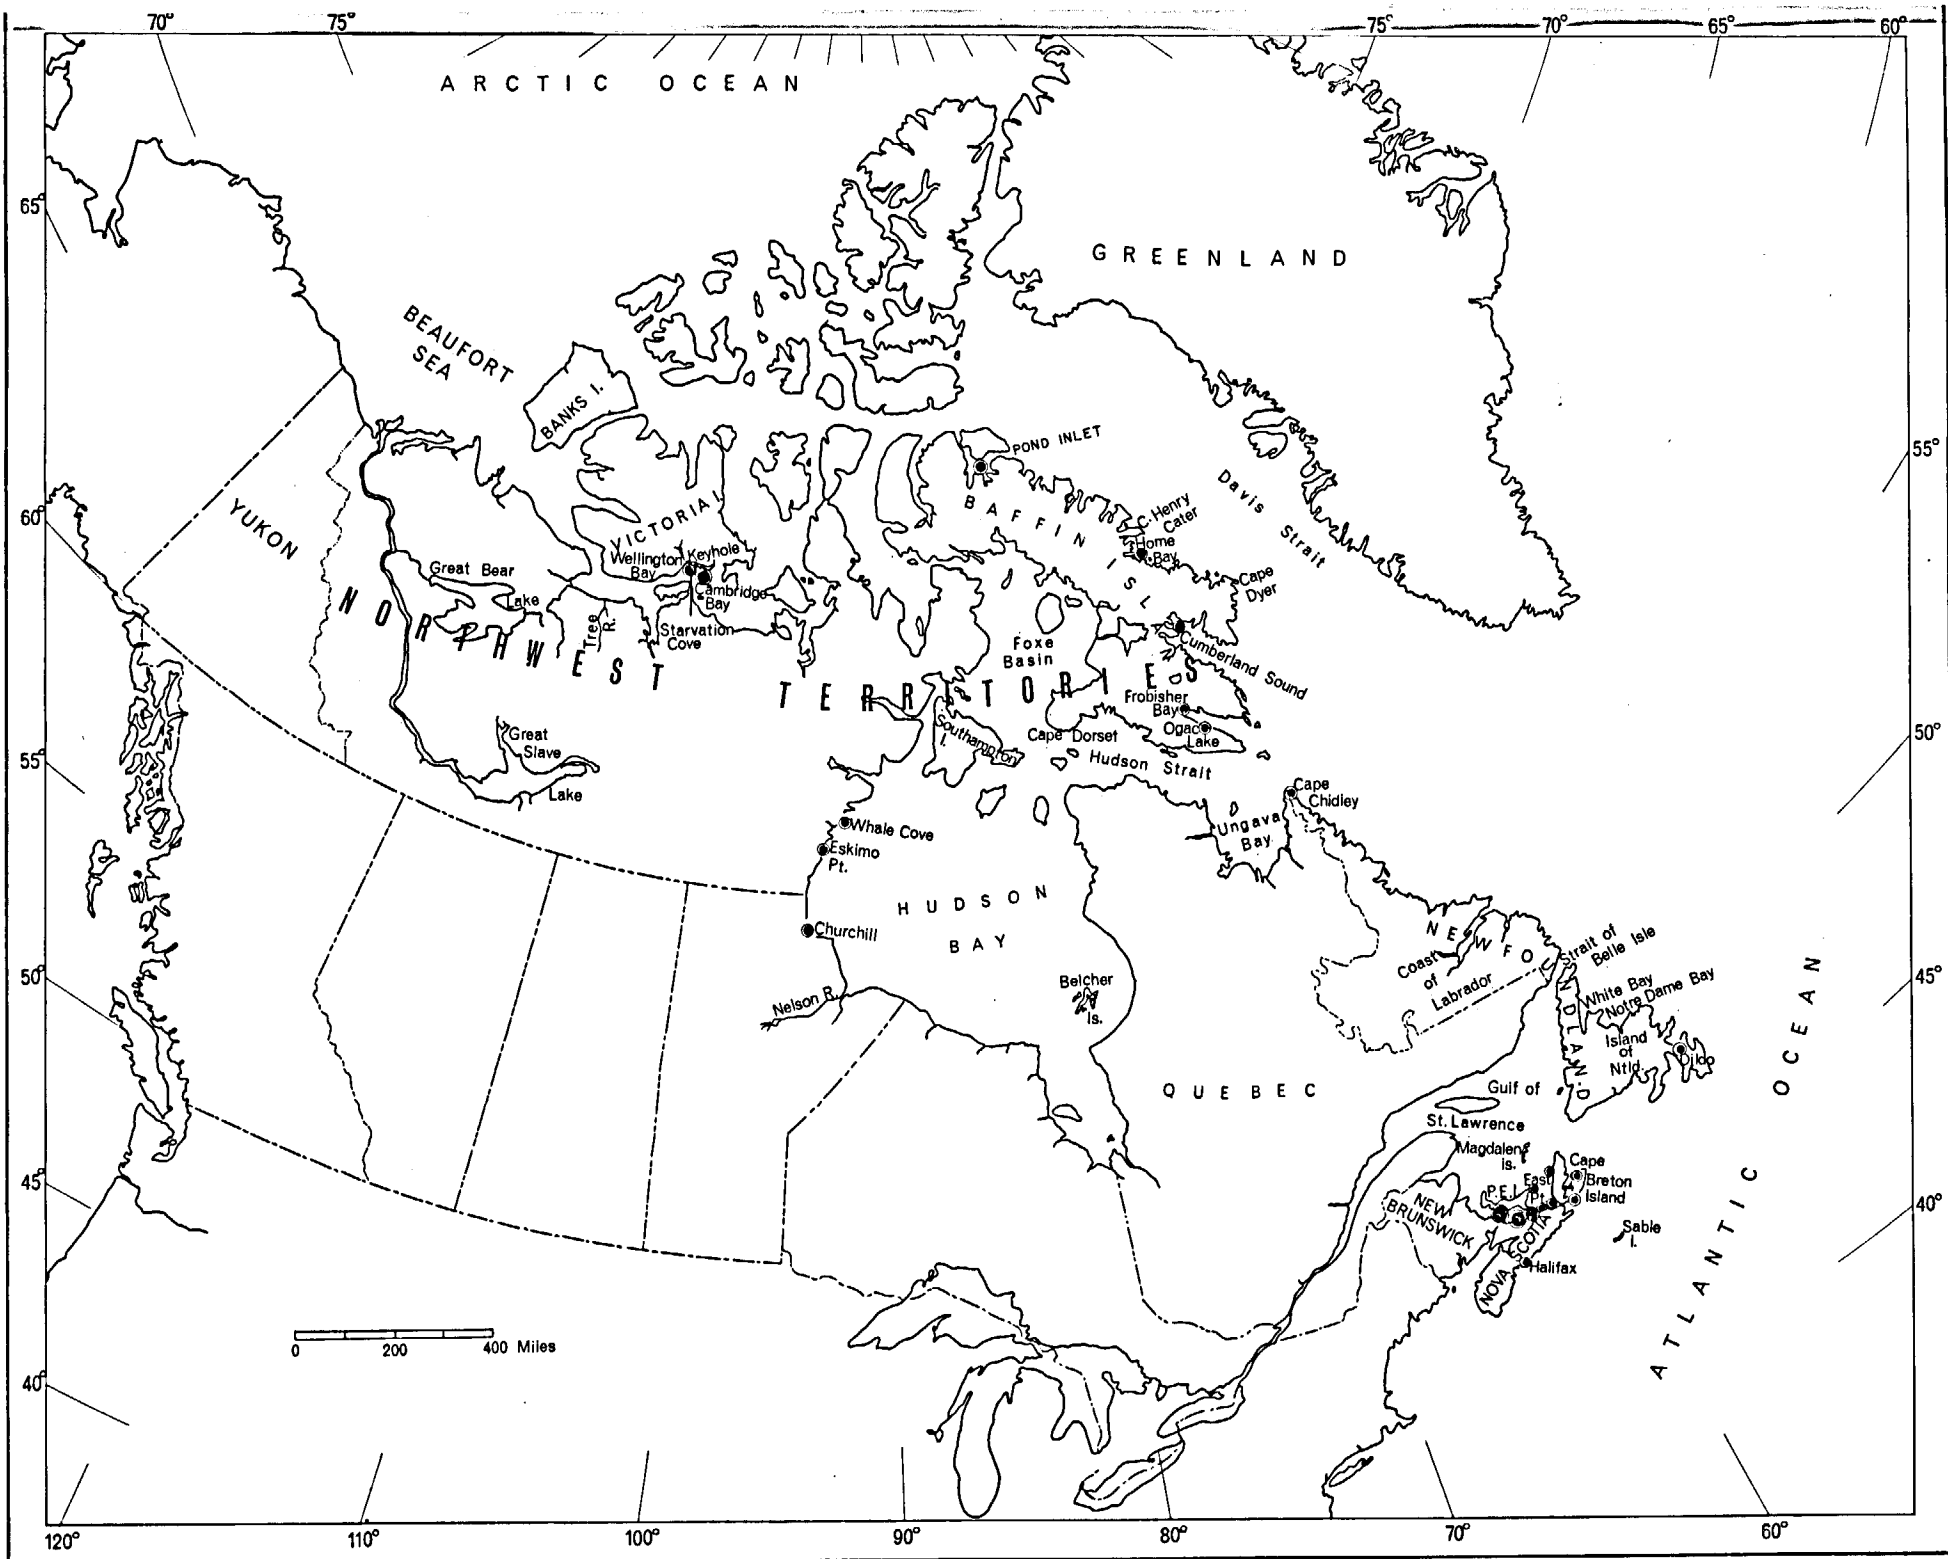 70° 75° 75° 70° 65° 60°
ARCTIC OCEAN
65°
GREENLAND
BEAUFORT
SEA
BANKS I.
POND INLET
55°
Davis Strait
BAFFIN ISLAND
C. Henry
Cater
Home
Bay
60°
YUKON
VICTORIA I.
Wellington
Bay
Keyhole
Cambridge
Bay
Cape
Dyer
Great Bear
Lake
Tree
R.
Starvation
Cove
Foxe
Basin
Cumberland Sound
NORTHWEST TERRITORIES
Frobisher
Bay
Ogac
Lake
Southampton
I.
Cape Dorset
Hudson Strait
50°
55°
Great
Slave
Lake
Cape
Chidley
Whale Cove
Eskimo
Pt.
Ungava
Bay
HUDSON
BAY
Churchill
NEWFOUNDLAND
Strait of
Belle Isle
Coast
of
Labrador
50°
45°
Belcher
Is.
Nelson R.
White Bay
Notre Dame Bay
Island
of
Nfld.
Dildo
QUEBEC
Gulf of
St. Lawrence
Magdalen
Is.
ATLANTIC OCEAN
45°
Cape
Breton
Island
East
Pt.
P.E.I.
NEW
BRUNSWICK
40°
Sable
I.
NOVA SCOTIA
Halifax
0 200 400 Miles
40°
120° 110° 100° 90° 80° 70° 60°